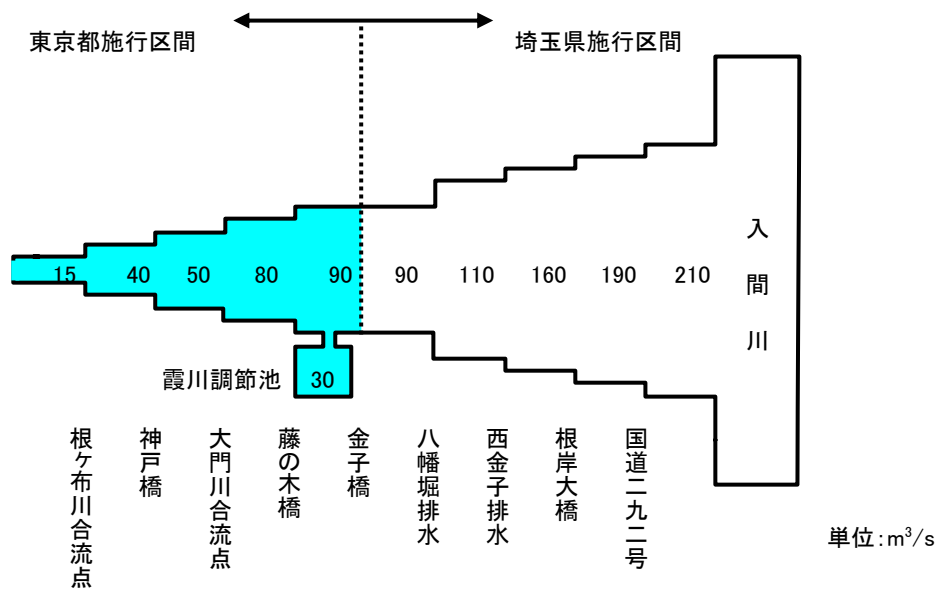 東京都施行区間
埼玉県施行区間
15
40
50
80
90
90
110
160
190
210
入間川
霞川調節池
30
根ヶ布川合流点
神戸橋
大門川合流点
藤の木橋
金子橋
八幡堀排水
西金子排水
根岸大橋
国道二九二号
単位:m³/s